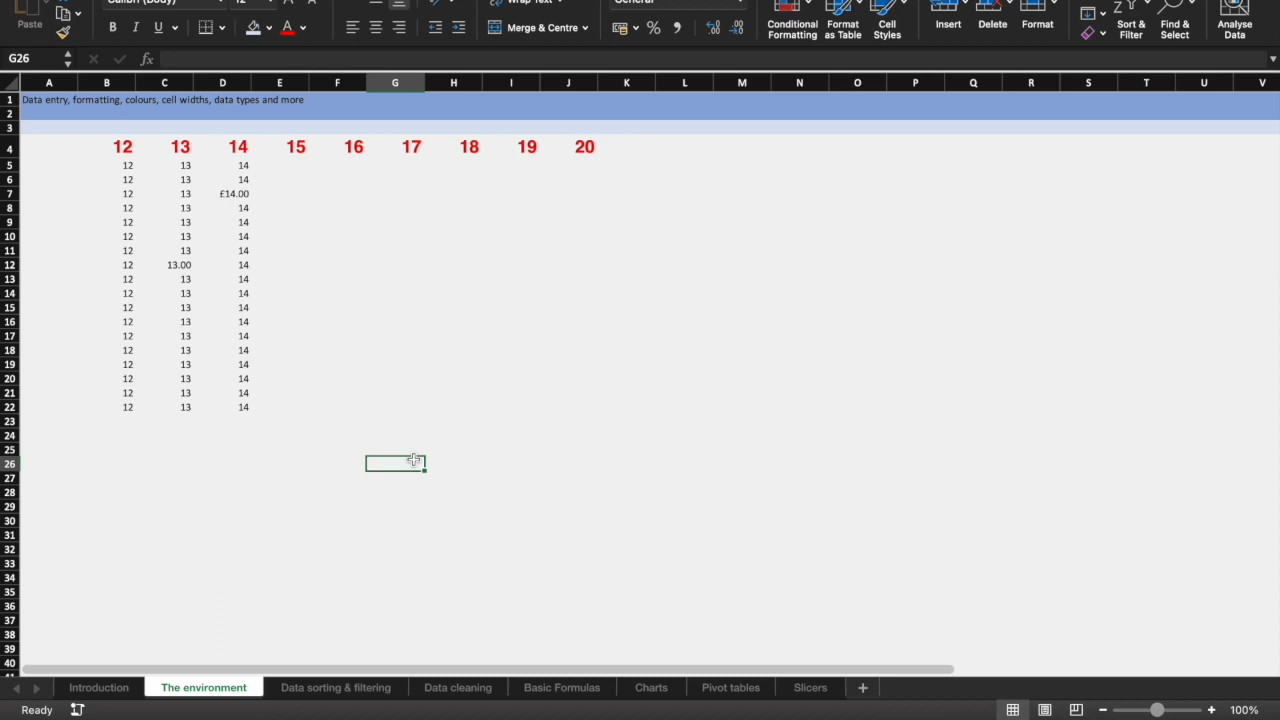 Calibri (Body) 12 Wrap Text General
Paste B I U Merge & Centre % Conditional Formatting Format as Table Cell Styles Insert Delete Format Sort & Filter Find & Select Analyse Data
G26 fx
A B C D E F G H I J K L M N O P Q R S T U V
1 Data entry, formatting, colours, cell widths, data types and more
2
3
4 12 13 14 15 16 17 18 19 20
5 12 13 14
6 12 13 14
7 12 13 £14.00
8 12 13 14
9 12 13 14
10 12 13 14
11 12 13 14
12 12 13.00 14
13 12 13 14
14 12 13 14
15 12 13 14
16 12 13 14
17 12 13 14
18 12 13 14
19 12 13 14
20 12 13 14
21 12 13 14
22 12 13 14
23
24
25
26
27
28
29
30
31
32
33
34
35
36
37
38
39
40
Introduction The environment Data sorting & filtering Data cleaning Basic Formulas Charts Pivot tables Slicers +
Ready 100%